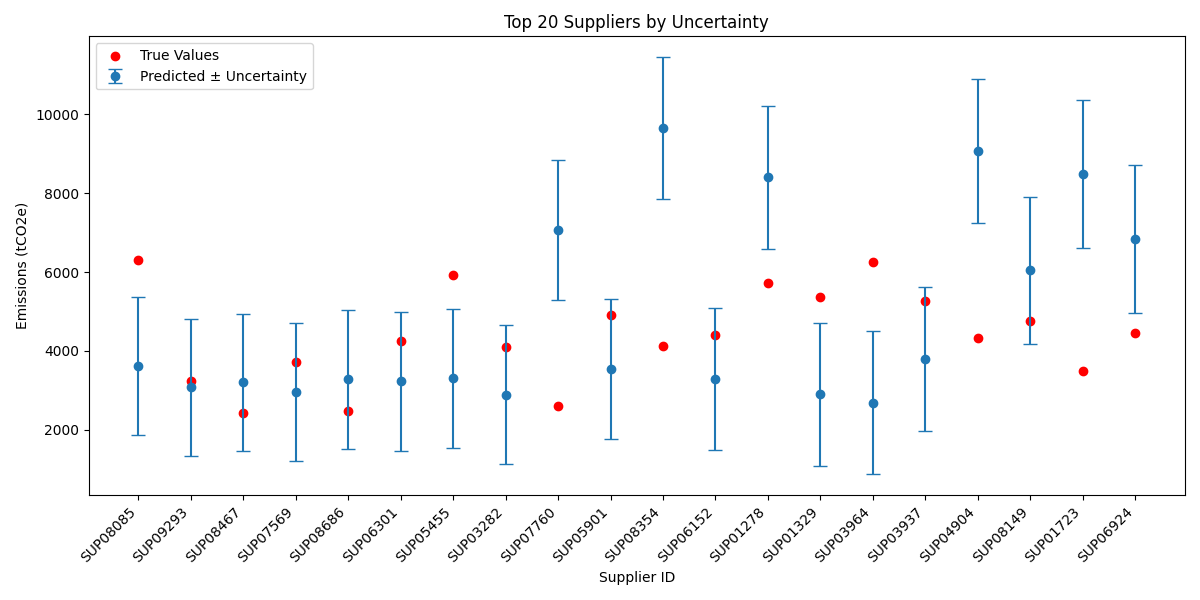 Top 20 Suppliers by Uncertainty
True Values
Predicted ± Uncertainty
Emissions (tCO2e)
10000
8000
6000
4000
2000
SUP08085
SUP09293
SUP08467
SUP07569
SUP08686
SUP06301
SUP05455
SUP03282
SUP07760
SUP05901
SUP08354
SUP06152
SUP01278
SUP01329
SUP03964
SUP03937
SUP04904
SUP08149
SUP01723
SUP06924
Supplier ID